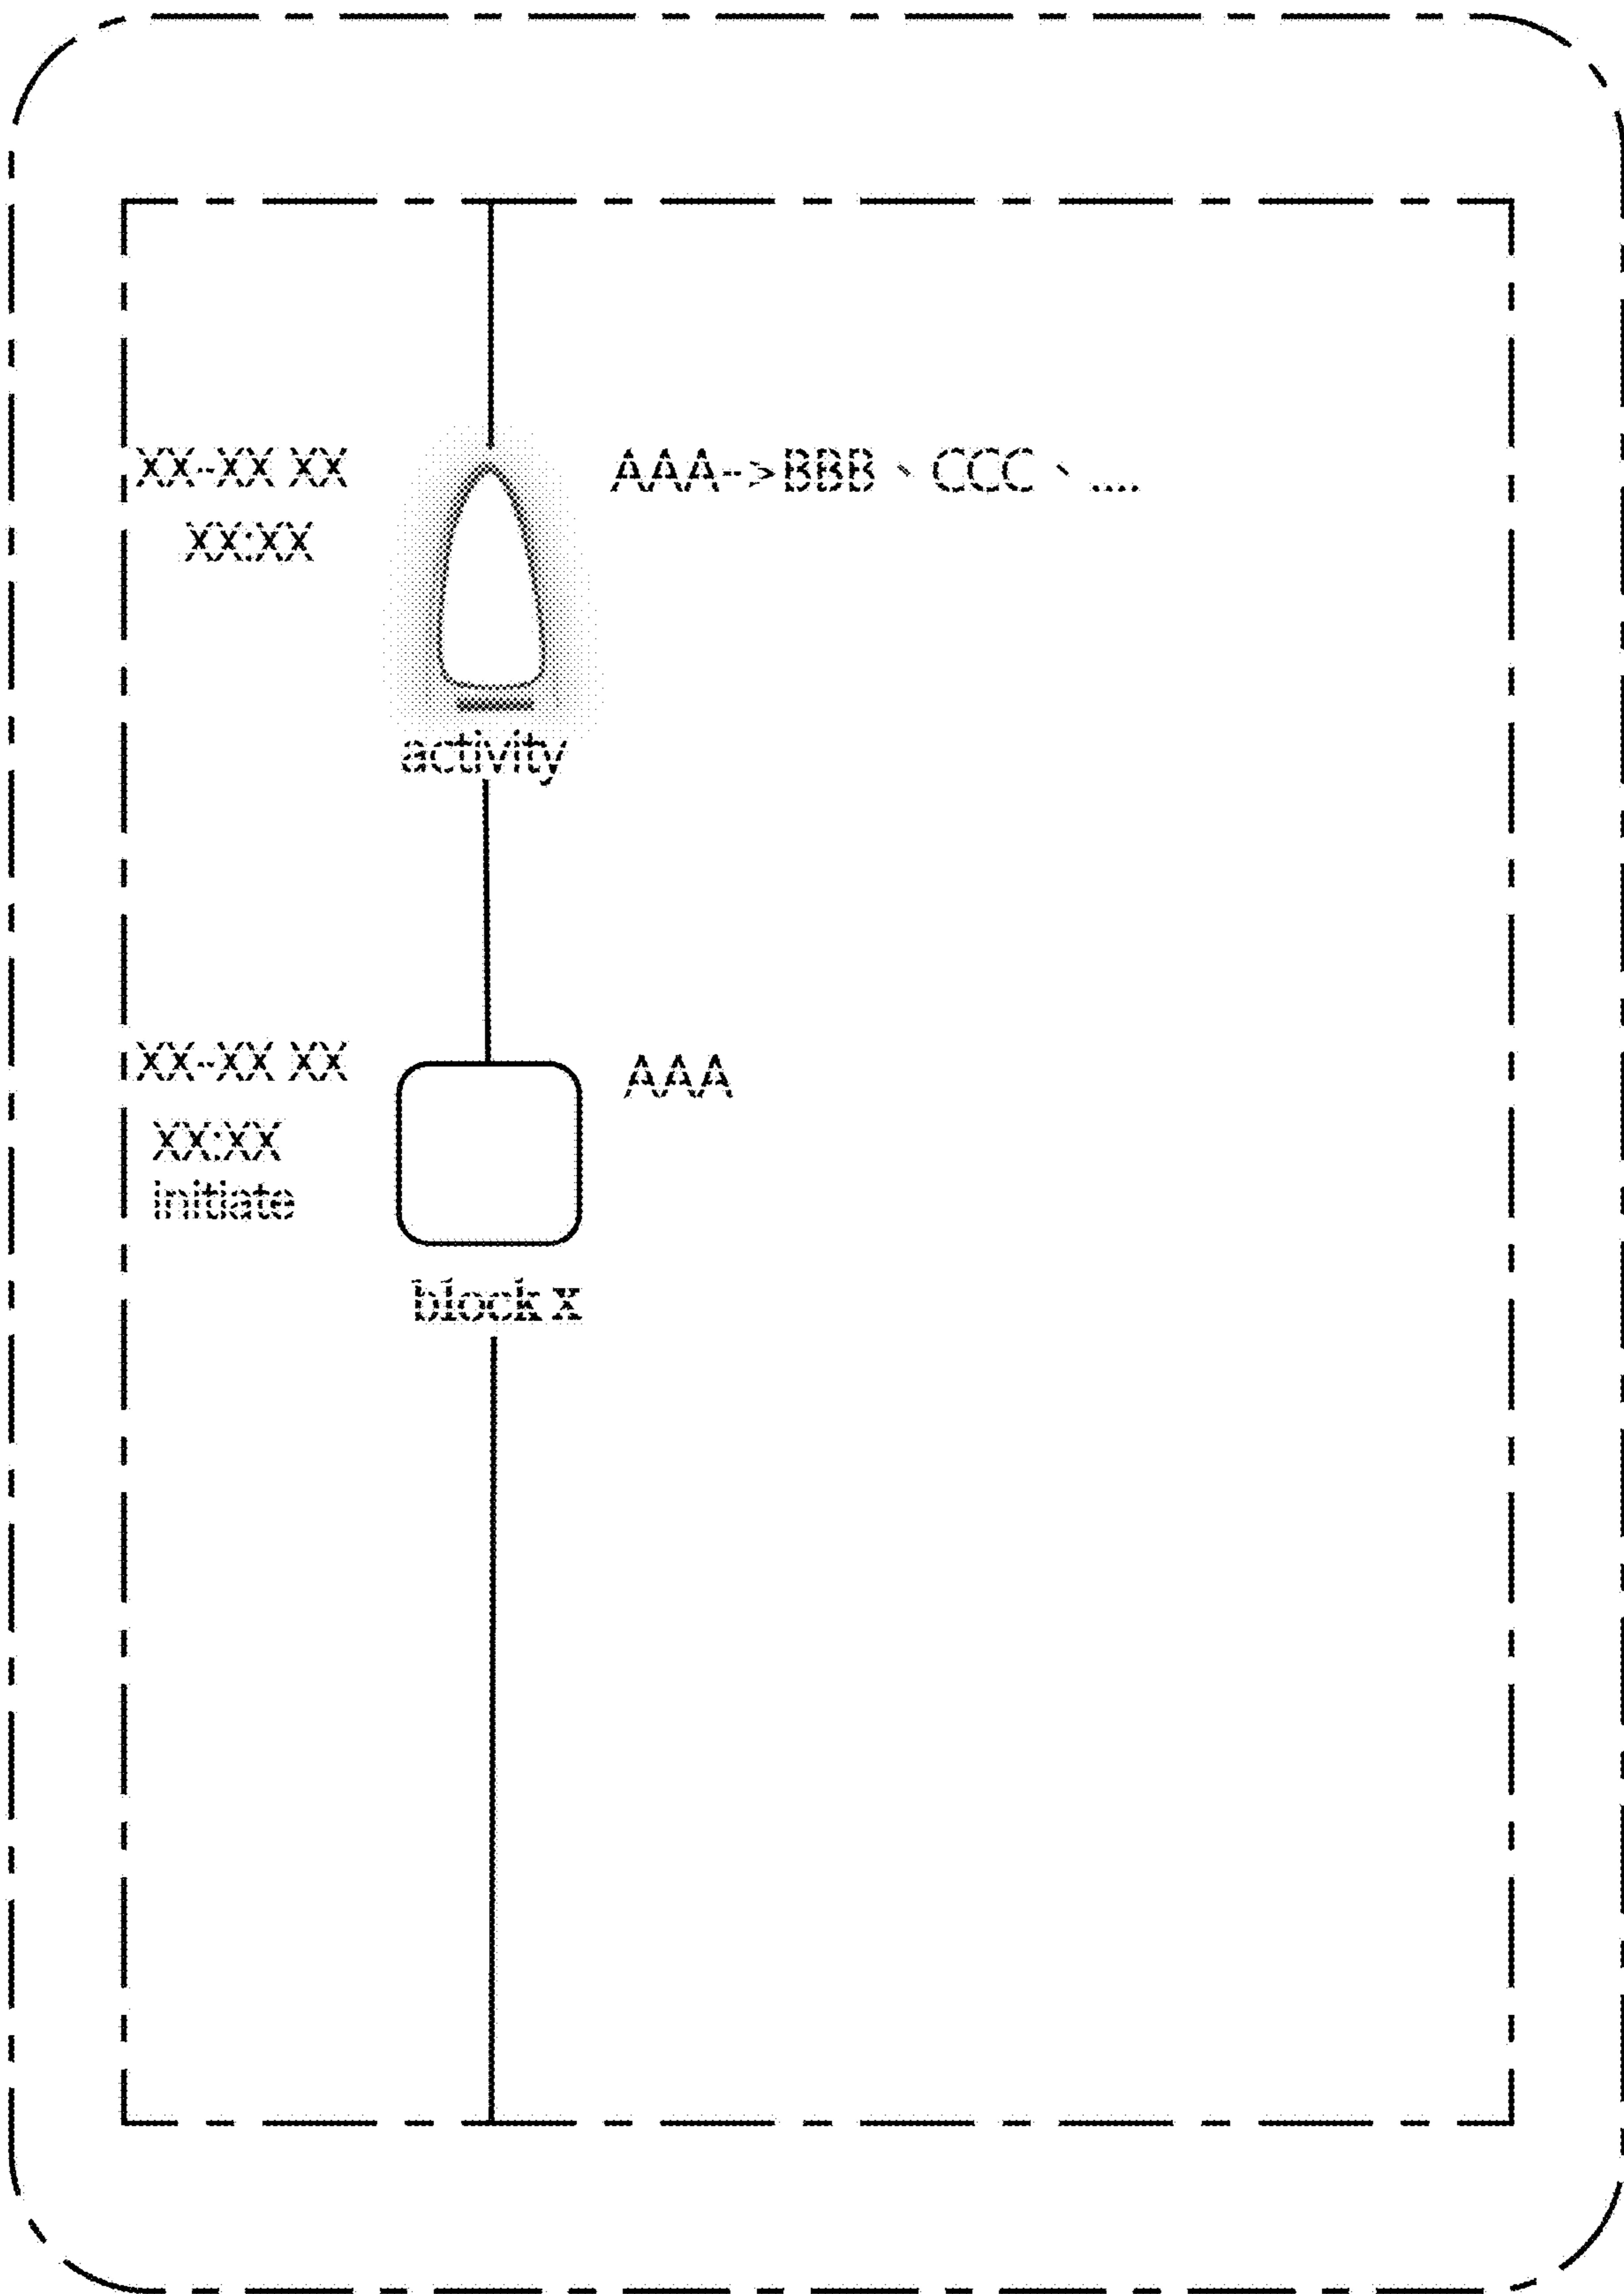 XX-XX XX
XX:XX
AAA-->BBB、CCC、....
activity
XX-XX XX
XX:XX
initiate
AAA
block x